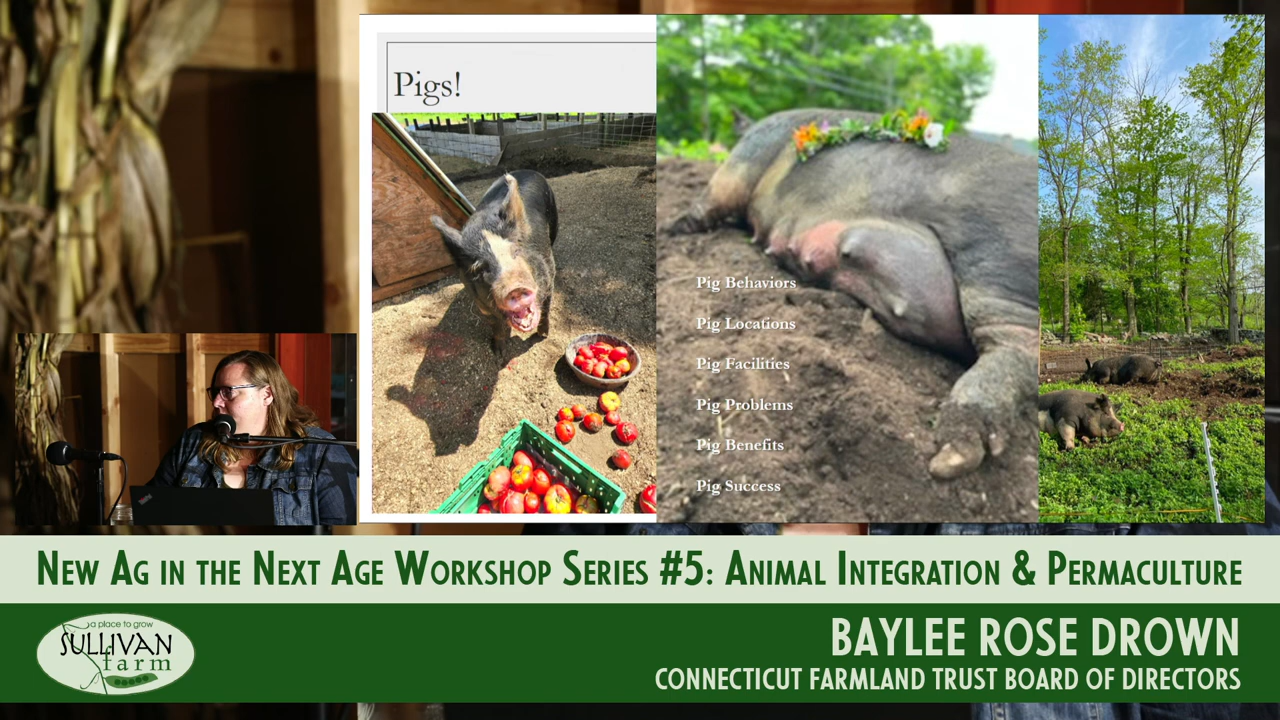 Pigs!
Pig Behaviors
Pig Locations
Pig Facilities
Pig Problems
Pig Benefits
Pig Success
New Ag in the Next Age Workshop Series #5: Animal Integration & Permaculture
a place to grow
SULLIVAN
farm
BAYLEE ROSE DROWN
CONNECTICUT FARMLAND TRUST BOARD OF DIRECTORS